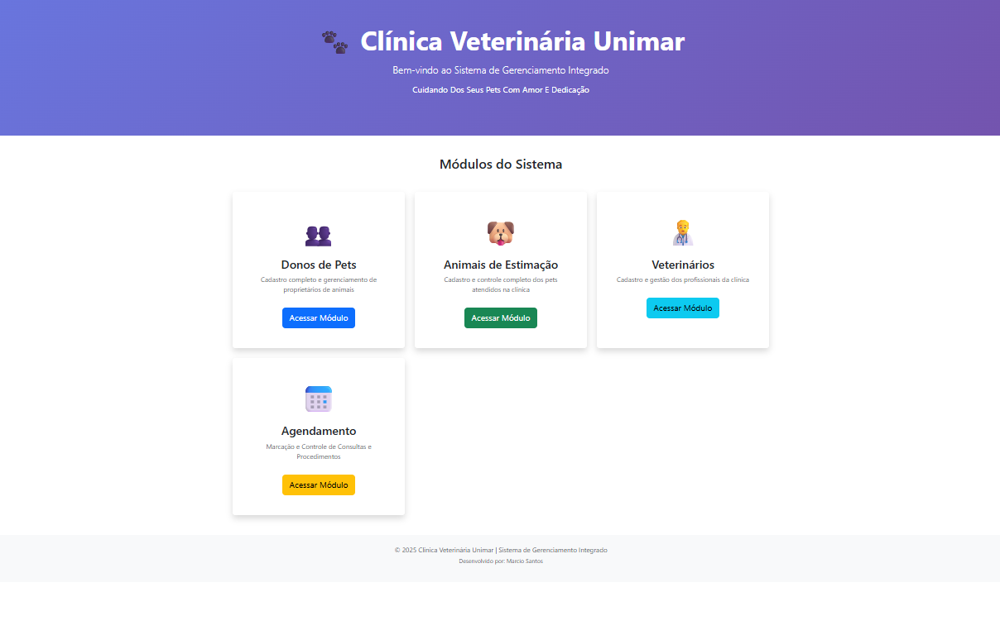 Clínica Veterinária Unimar
Bem-vindo ao Sistema de Gerenciamento Integrado
Cuidando Dos Seus Pets Com Amor E Dedicação
Módulos do Sistema
Donos de Pets
Cadastro completo e gerenciamento de
proprietários de animais
Acessar Módulo
Animais de Estimação
Cadastro e controle completo dos pets
atendidos na clínica
Acessar Módulo
Veterinários
Cadastro e gestão dos profissionais da clínica
Acessar Módulo
Agendamento
Marcação e Controle de Consultas e
Procedimentos
Acessar Módulo
© 2025 Clínica Veterinária Unimar | Sistema de Gerenciamento Integrado
Desenvolvido por: Marcio Santos